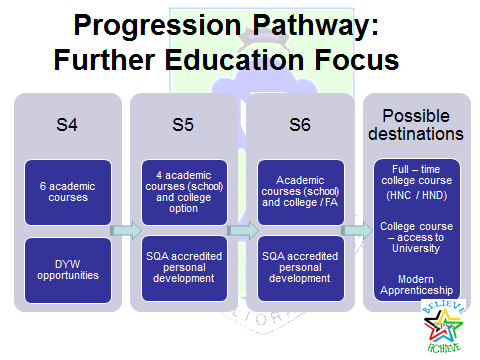 Progression Pathway:
Further Education Focus
S4
6 academic
courses
DYW
opportunities
S5
4 academic
courses (school)
and college
option
SQA accredited
personal
development
S6
Academic
courses (school)
and college / FA
SQA accredited
personal
development
Possible
destinations
Full – time
college course
(HNC / HND)
College course
– access to
University
Modern
Apprenticeship
BELIEVE
ACHIEVE